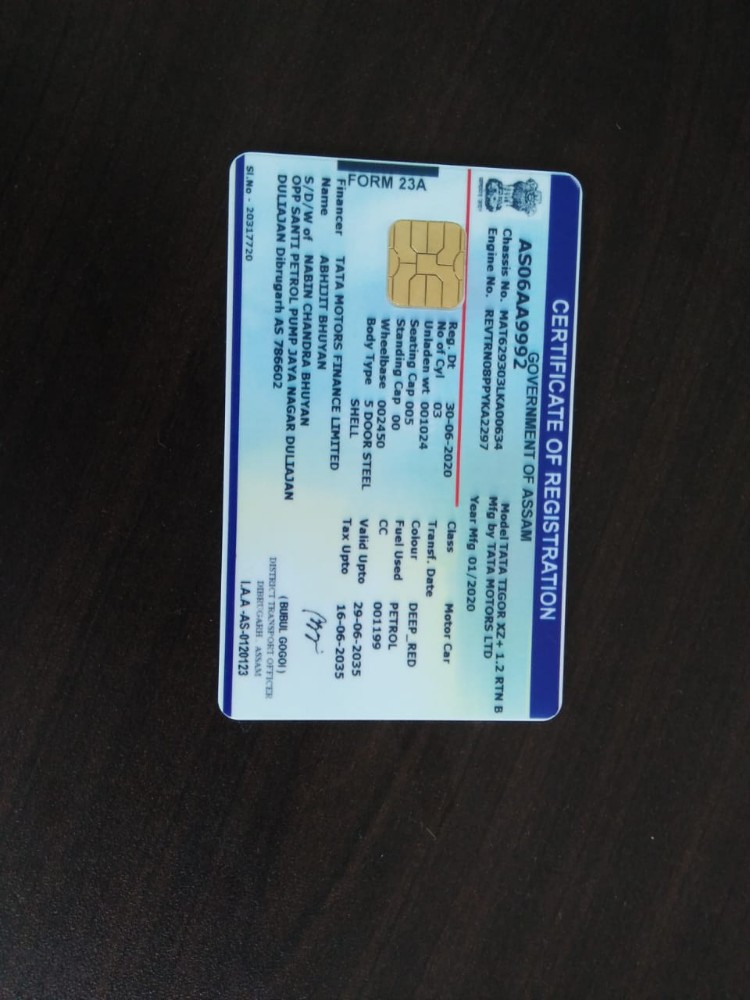 CERTIFICATE OF REGISTRATION
GOVERNMENT OF ASSAM
AS06AA9992
Model TATA TIGOR XZ+ 1.2 RTN B
Chassis No. MAT629303LKA00634
Mfg by TATA MOTORS LTD
Engine No. REVTRN08PPYKA2297
Year Mfg 01/2020
Reg. Dt 30-06-2020
Class Motor Car
No of Cyl 03
Transf. Date
Unladen wt 001024
Colour DEEP_RED
Seating Cap 005
Fuel Used PETROL
Standing Cap 00
CC 001199
Wheelbase 002450
Valid Upto 29-06-2035
Body Type 5 DOOR STEEL
SHELL
Tax Upto 16-06-2035
FORM 23A
Financer TATA MOTORS FINANCE LIMITED
Name ABHIJIT BHUYAN
S/D/W of NABIN CHANDRA BHUYAN
OPP SANTI PETROL PUMP JAYA NAGAR DULIAJAN
DULIAJAN Dibrugarh AS 786602
(BUBUL GOGOI)
DISTRICT TRANSPORT OFFICER
DIBRUGARH, ASSAM
Sl.No - 20317720
I.A.A -AS-0120123